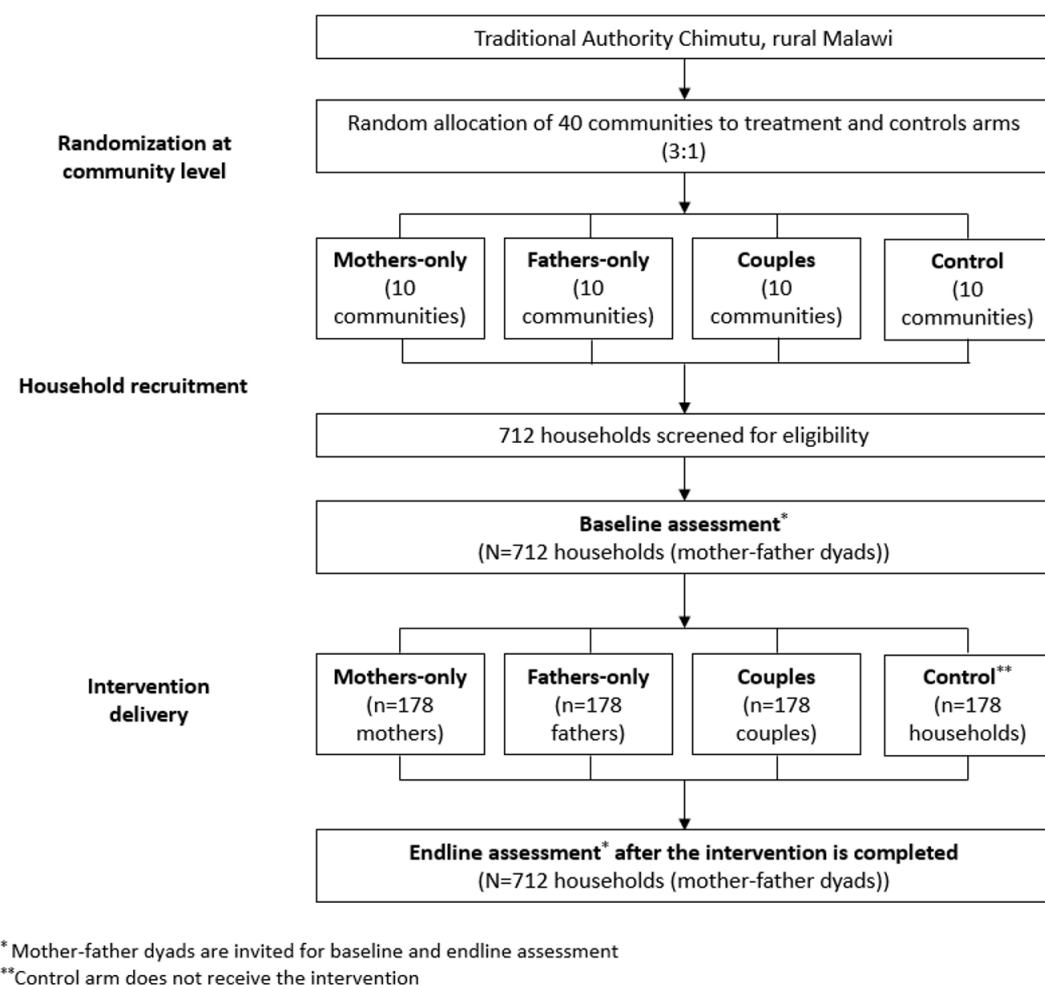 Traditional Authority Chimutu, rural Malawi
Randomization at
community level
Random allocation of 40 communities to treatment and controls arms
(3:1)
Mothers-only
(10
communities)
Fathers-only
(10
communities)
Couples
(10
communities)
Control
(10
communities)
Household recruitment
712 households screened for eligibility
Baseline assessment*
(N=712 households (mother-father dyads))
Intervention
delivery
Mothers-only
(n=178
mothers)
Fathers-only
(n=178
fathers)
Couples
(n=178
couples)
Control**
(n=178
households)
Endline assessment* after the intervention is completed
(N=712 households (mother-father dyads))
* Mother-father dyads are invited for baseline and endline assessment
**Control arm does not receive the intervention